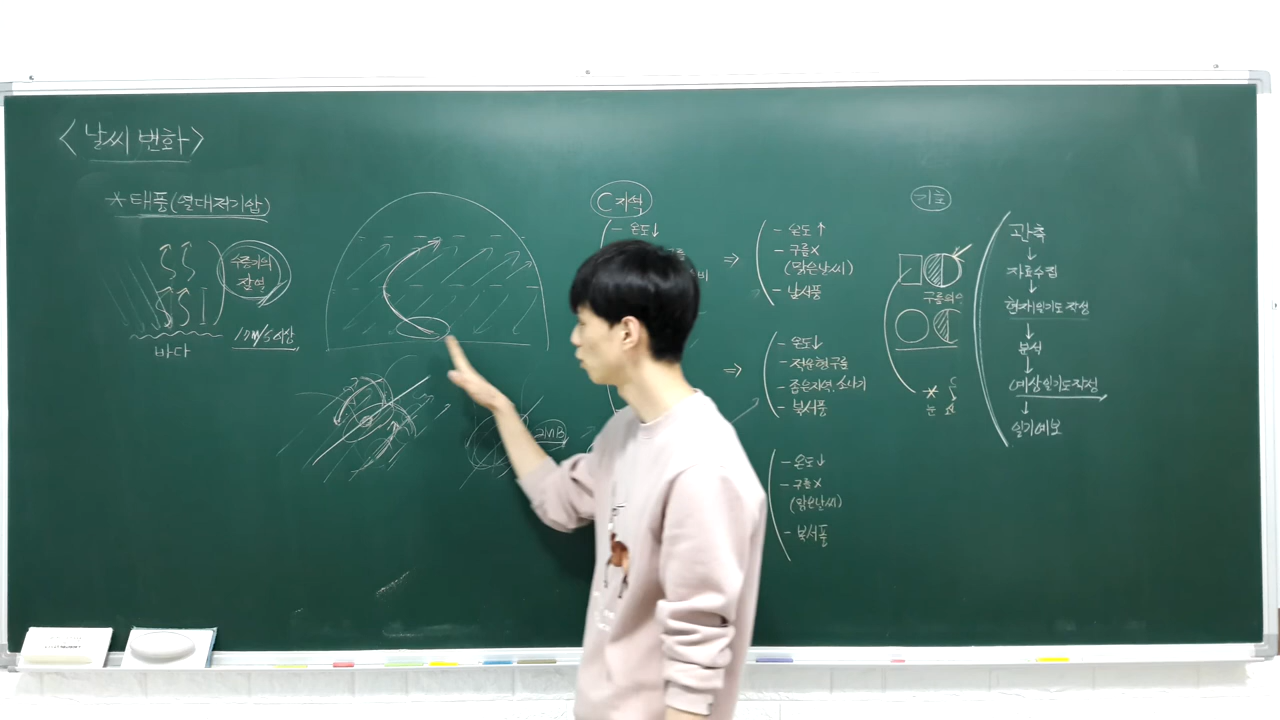 <날씨 변화>
*태풍(열대저기압)
수증기의
잠열
17m/s 이상
바다
C 지역
- 온도↓
⇒
- 온도↑
- 구름X
(맑은날씨)
- 남서풍
⇒
- 온도↓
- 적운형구름
- 좁은지역, 소나기
- 북서풍
- 온도↓
- 구름X
(맑은날씨)
- 북서풍
기호
구름의
눈 비
관측
↓
자료수집
↓
현재일기도 작성
↓
분석
↓
예상일기도작성
↓
일기예보